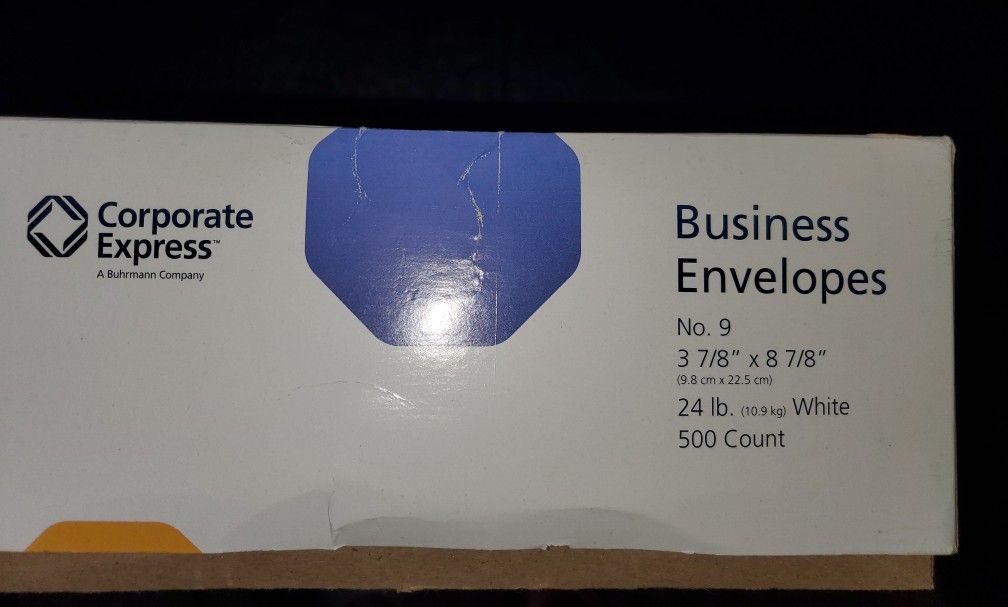 Corporate
Express™
A Buhrmann Company
Business
Envelopes
No. 9
3 7/8" x 8 7/8"
(9.8 cm x 22.5 cm)
24 lb. (10.9 kg) White
500 Count